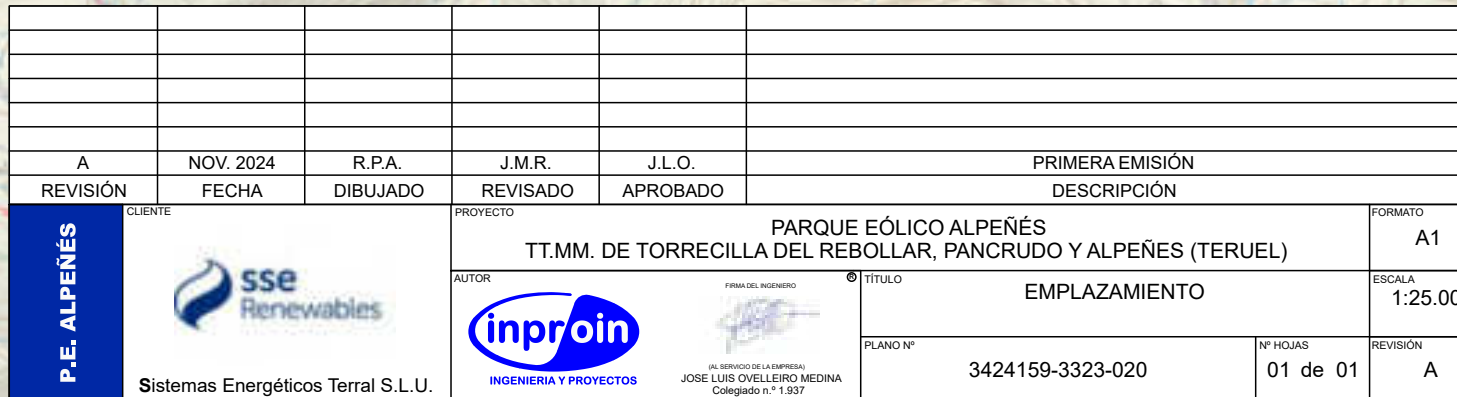 A NOV. 2024 R.P.A. J.M.R. J.L.O. PRIMERA EMISIÓN
REVISIÓN FECHA DIBUJADO REVISADO APROBADO DESCRIPCIÓN
P.E. ALPEÑÉS
CLIENTE
sse
Renewables
Sistemas Energéticos Terral S.L.U.
PROYECTO
PARQUE EÓLICO ALPEÑÉS
TT.MM. DE TORRECILLA DEL REBOLLAR, PANCRUDO Y ALPEÑES (TERUEL)
FORMATO
A1
AUTOR
inproin
INGENIERIA Y PROYECTOS
®
FIRMA DEL INGENIERO
(AL SERVICIO DE LA EMPRESA)
JOSE LUIS OVELLEIRO MEDINA
Colegiado n.º 1.937
TÍTULO
EMPLAZAMIENTO
ESCALA
1:25.00
PLANO Nº
3424159-3323-020
Nº HOJAS
01 de 01
REVISIÓN
A